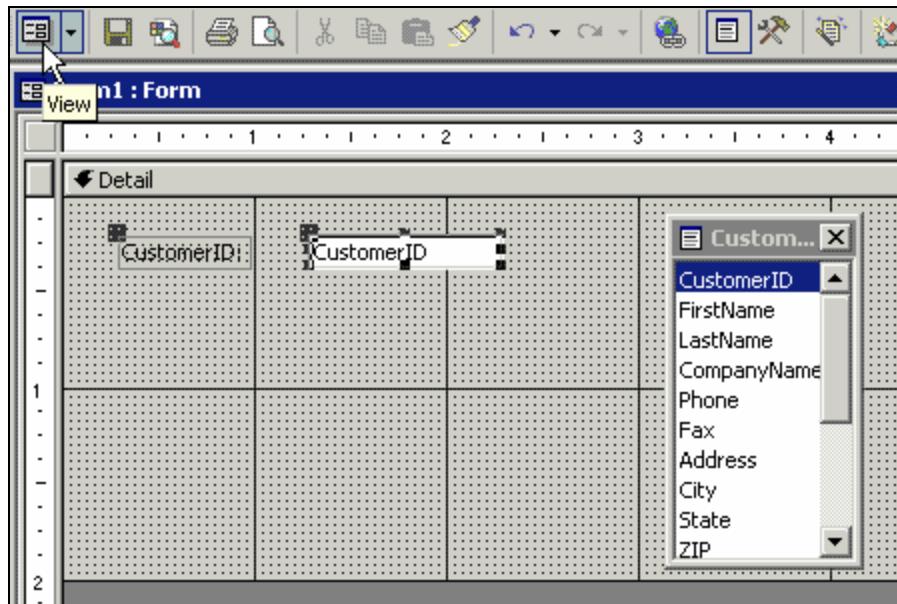 View
m1 : Form
1 2 3 4
Detail
CustomerID:
CustomerID
Custom...
CustomerID
FirstName
LastName
CompanyName
Phone
Fax
Address
City
State
ZIP
1
2